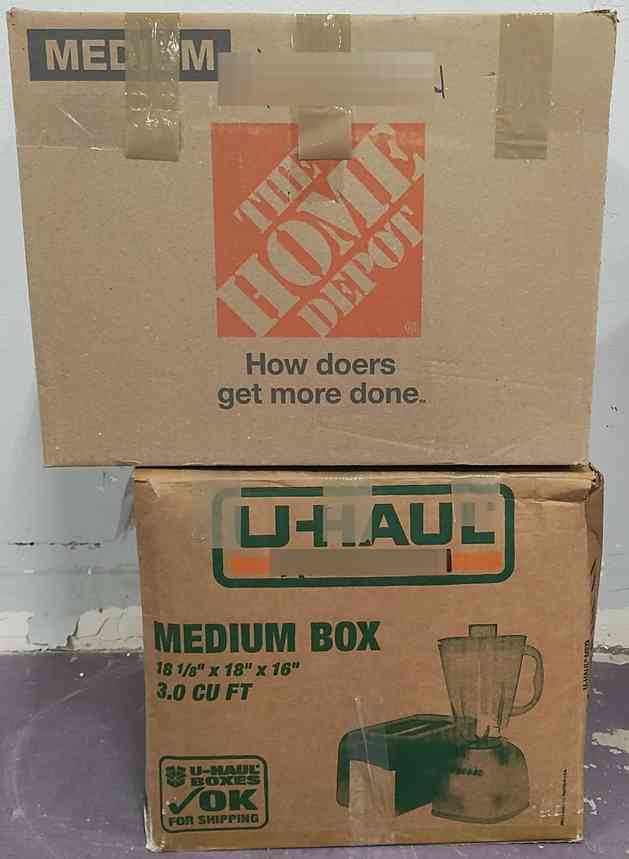 MEDIUM
THE
HOME
DEPOT
How doers
get more done.™
U-HAUL®
MEDIUM BOX
18 1/8" x 18" x 16"
3.0 CU FT
U-HAUL®
BOXES
✓OK
FOR SHIPPING